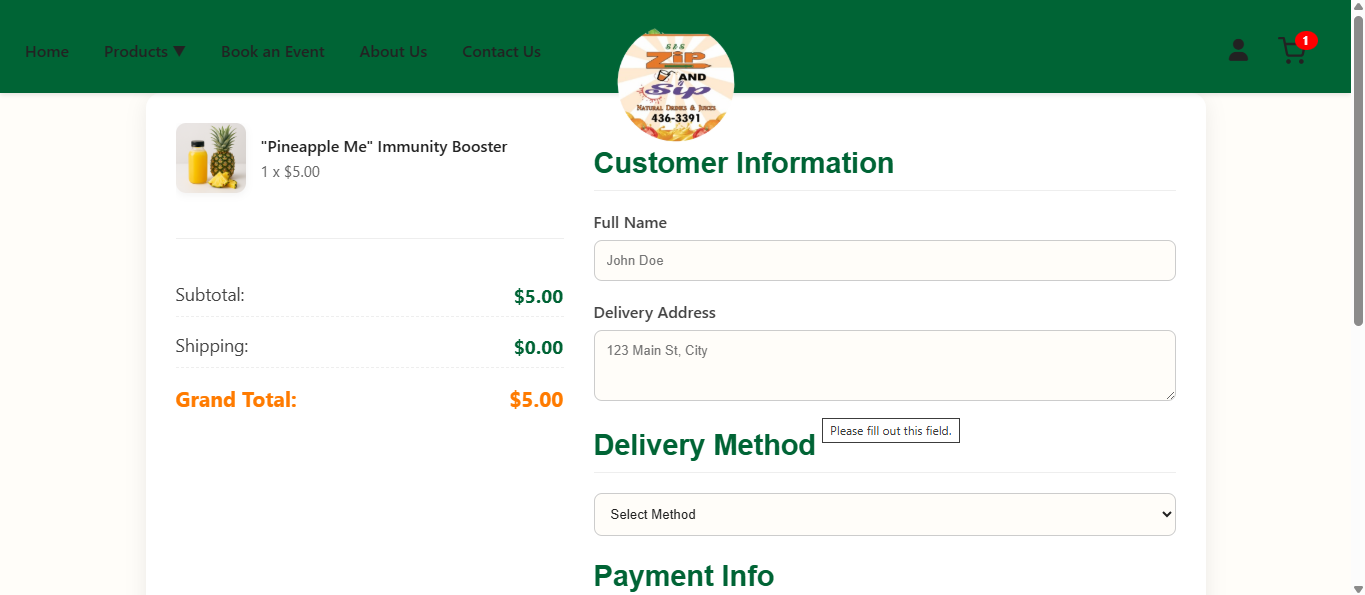 Home
Products ▼
Book an Event
About Us
Contact Us
1
S & G
ZIP
AND
Sip
NATURAL DRINKS & JUICES
436-3391
"Pineapple Me" Immunity Booster
1 x $5.00
Subtotal:
$5.00
Shipping:
$0.00
Grand Total:
$5.00
Customer Information
Full Name
John Doe
Delivery Address
123 Main St, City
Please fill out this field.
Delivery Method
Select Method
Payment Info